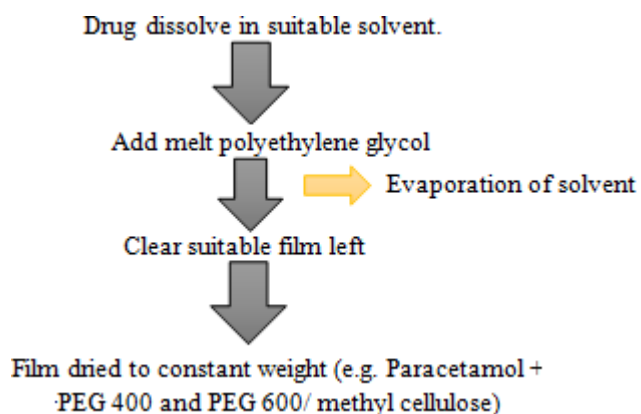 Drug dissolve in suitable solvent.
Add melt polyethylene glycol
Evaporation of solvent
Clear suitable film left
Film dried to constant weight (e.g. Paracetamol +
·PEG 400 and PEG 600/ methyl cellulose)